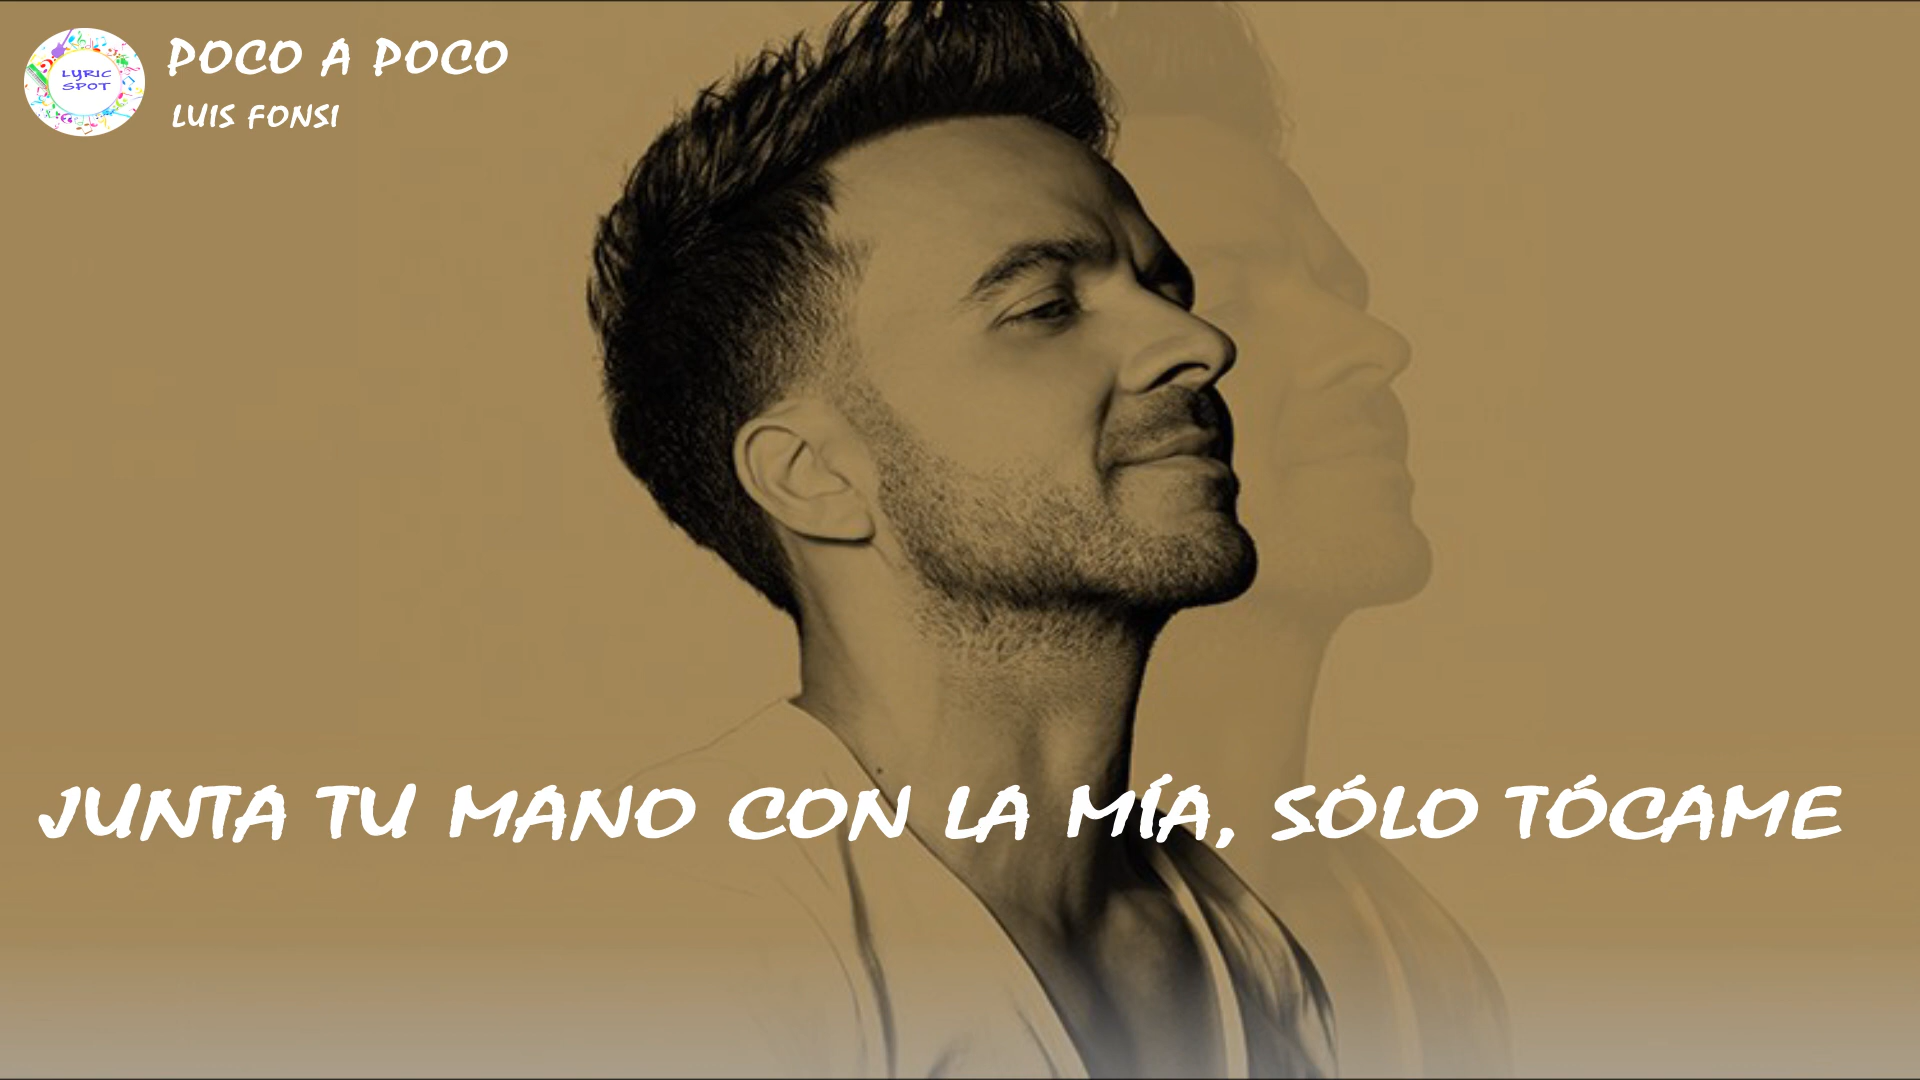 LYRIC
SPOT
POCO A POCO
LUIS FONSI
JUNTA TU MANO CON LA MÍA, SÓLO TÓCAME